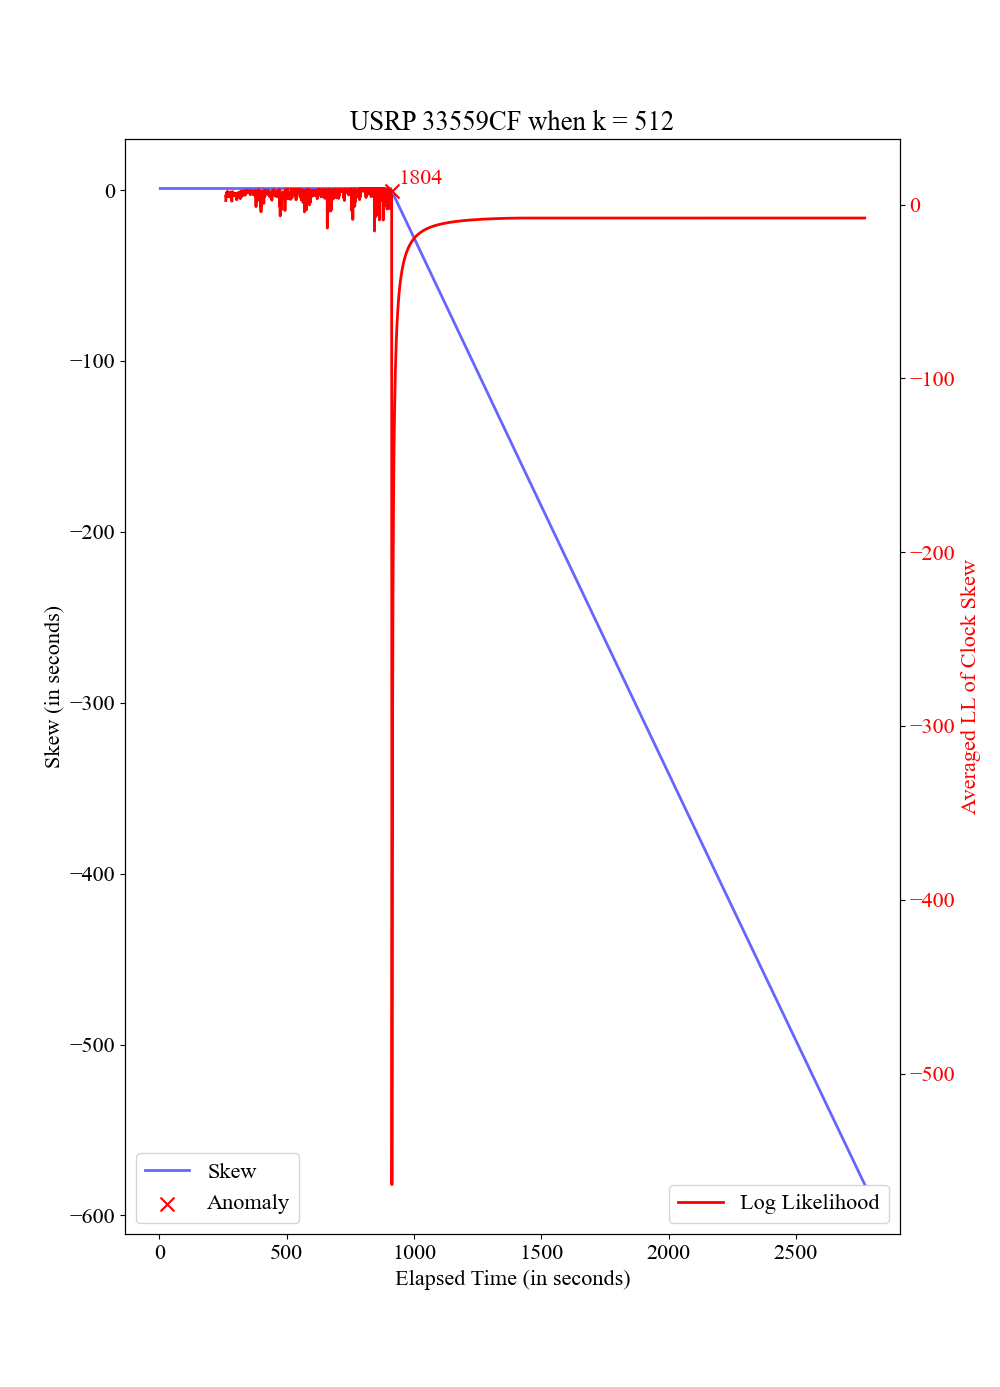 USRP 33559CF when k = 512
1804
0
−100
−200
−300
−400
−500
−600
Skew (in seconds)
0
−100
−200
−300
−400
−500
Averaged LL of Clock Skew
Skew
Anomaly
Log Likelihood
0
500
1000
1500
2000
2500
Elapsed Time (in seconds)